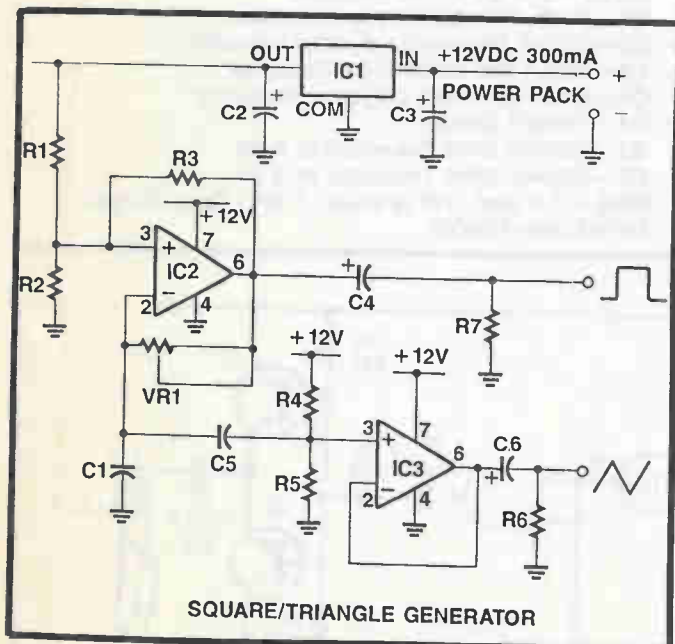 OUT
IC1
IN
+12VDC 300mA
+
C2
+
COM
C3
+
POWER PACK
−
R1
R3
+12V
3
+
7
6
IC2
R2
−
2
4
+
C4
R7
+12V
VR1
R4
+12V
3
+
7
6
C6
C5
IC3
C1
R5
−
2
4
+
R6
SQUARE/TRIANGLE GENERATOR